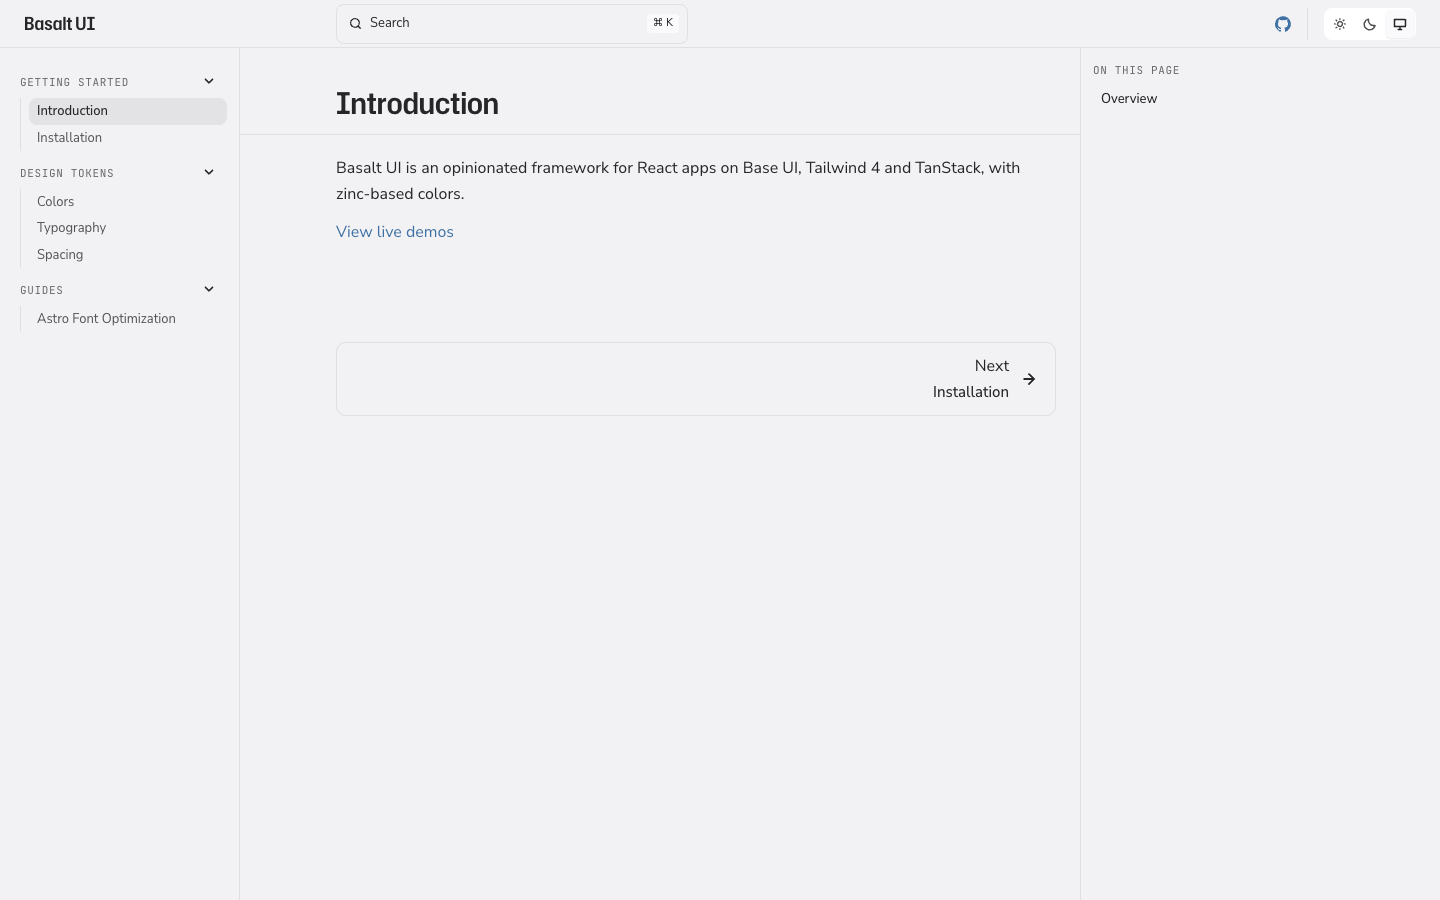 Basalt UI
Search
⌘ K
GETTING STARTED
Introduction
Installation
DESIGN TOKENS
Colors
Typography
Spacing
GUIDES
Astro Font Optimization
Introduction
Basalt UI is an opinionated framework for React apps on Base UI, Tailwind 4 and TanStack, with
zinc-based colors.
View live demos
Next
Installation
ON THIS PAGE
Overview